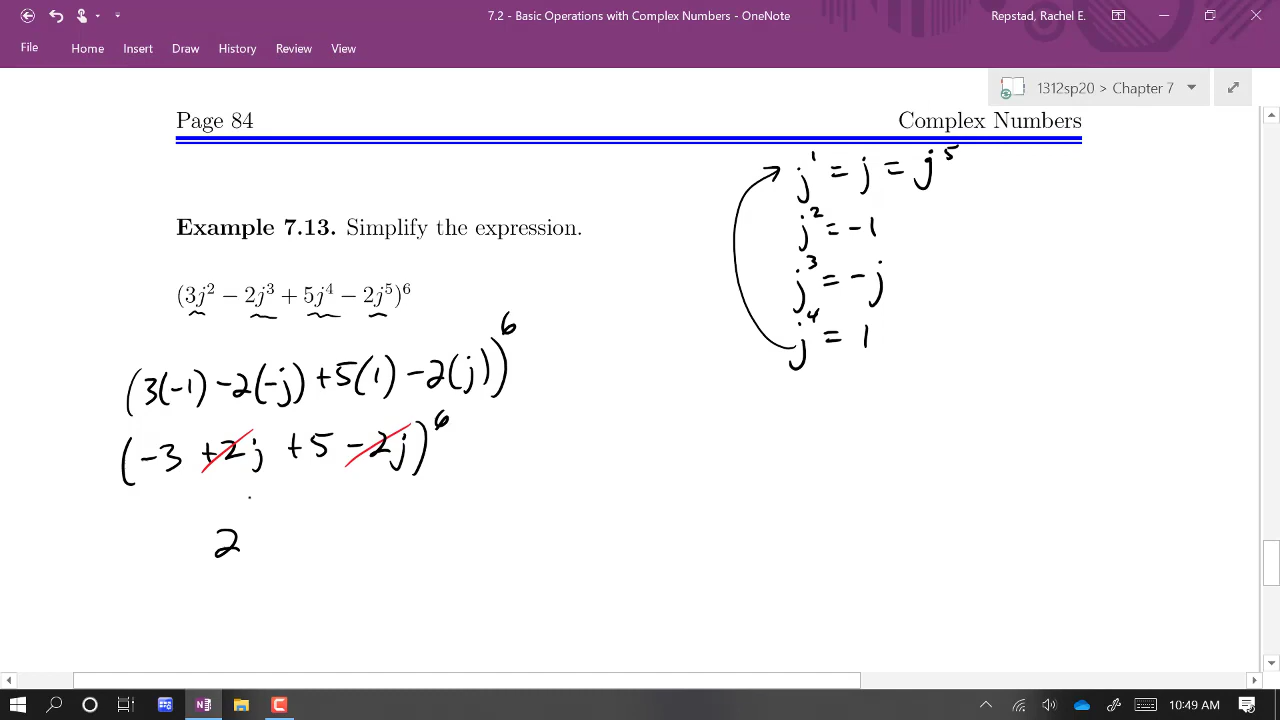 7.2 - Basic Operations with Complex Numbers - OneNote
Repstad, Rachel E.
File Home Insert Draw History Review View
1312sp20 > Chapter 7
Page 84 Complex Numbers
j¹ = j = j⁵
j² = -1
j³ = -j
j⁴ = 1
Example 7.13. Simplify the expression.
(3j² − 2j³ + 5j⁴ − 2j⁵)⁶
(3(-1) -2(-j) +5(1) -2(j))⁶
(-3 +2j +5 -2j)⁶
2
10:49 AM